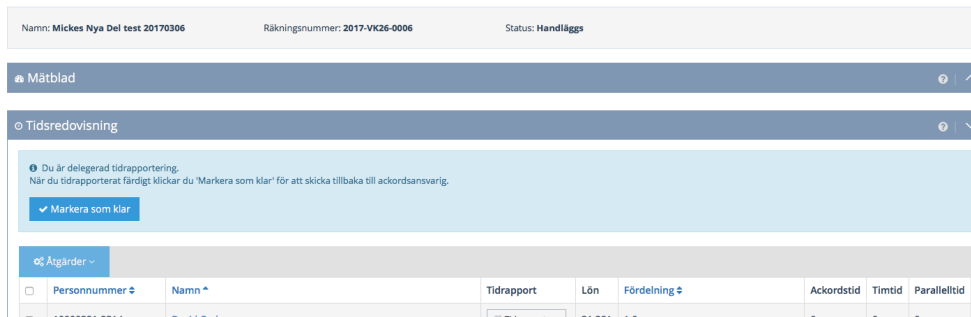 Namn: Mickes Nya Del test 20170306 Räkningsnummer: 2017-VK26-0006 Status: Handläggs
Mätblad
Tidsredovisning
Du är delegerad tidrapportering.
När du tidrapporterat färdigt klickar du 'Markera som klar' för att skicka tillbaka till ackordsansvarig.
Markera som klar
Åtgärder
Personnummer Namn Tidrapport Lön Fördelning Ackordstid Timtid Parallelltid